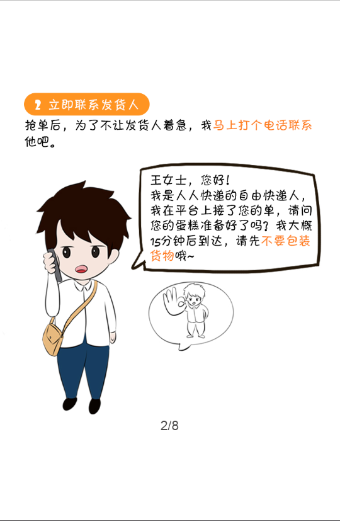 2 立即联系发货人
抢单后，为了不让发货人着急，我马上打个电话联系
他吧。
王女士，您好！
我是人人快递的自由快递人，
我在平台上接了您的单，请问
您的蛋糕准备好了吗？我大概
15分钟后到达，请先不要包装
货物哦~
2/8